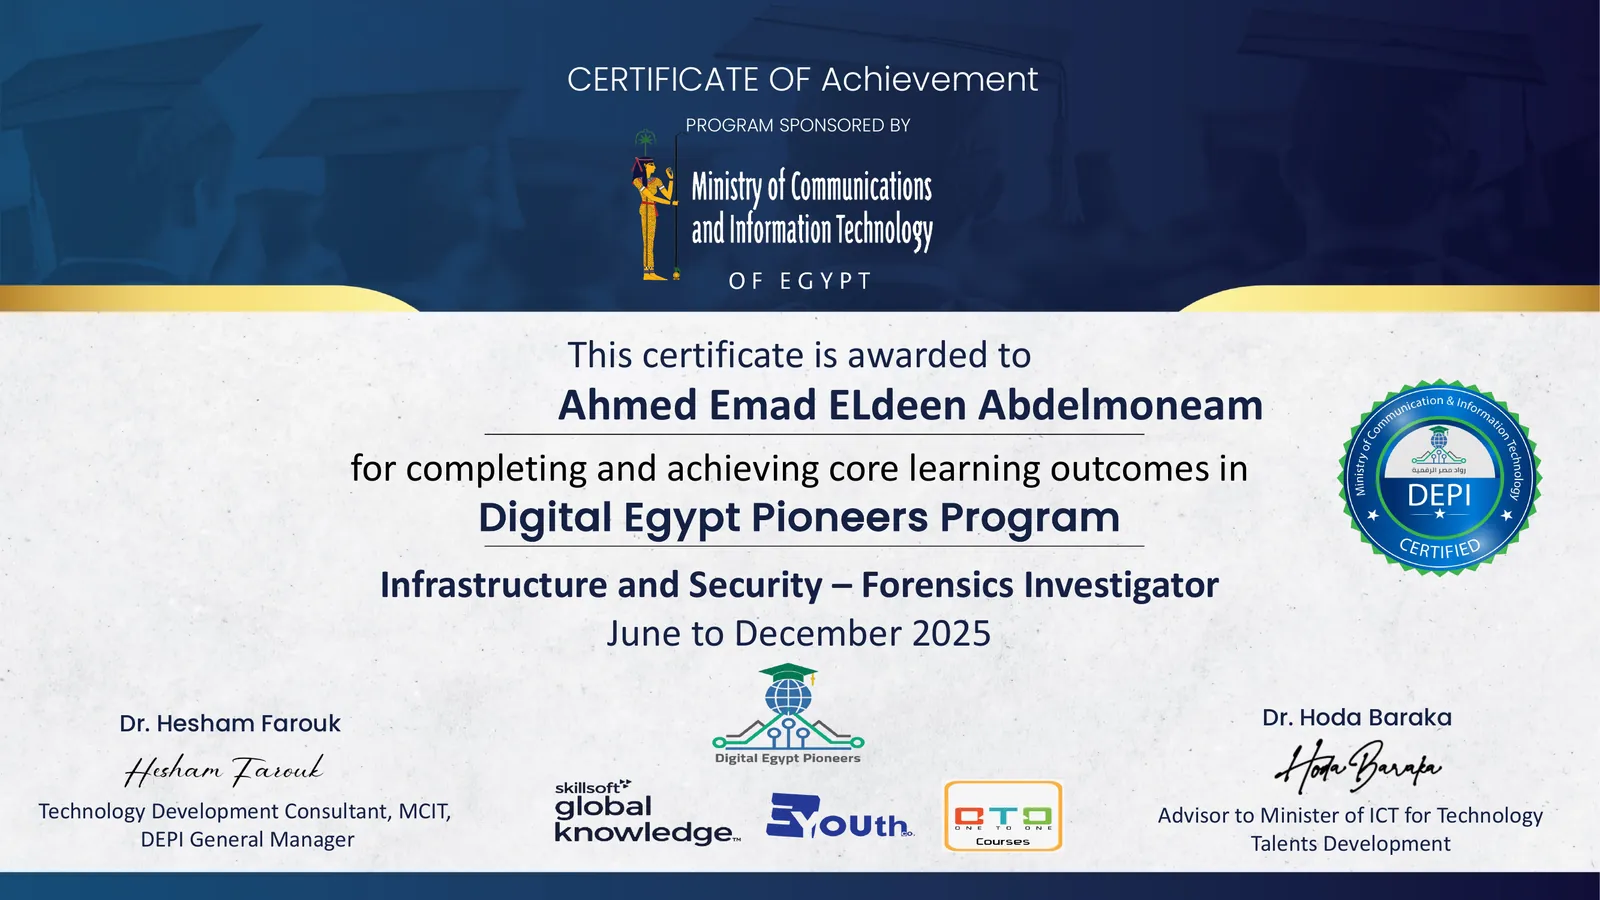 CERTIFICATE OF Achievement
PROGRAM SPONSORED BY
Ministry of Communications
and Information Technology
OF EGYPT
This certificate is awarded to
Ahmed Emad ELdeen Abdelmoneam
for completing and achieving core learning outcomes in
Digital Egypt Pioneers Program
Infrastructure and Security – Forensics Investigator
June to December 2025
Ministry of Communication & Information Technology
رواد مصر الرقمية
DEPI
CERTIFIED
Dr. Hesham Farouk
Hesham Farouk
Technology Development Consultant, MCIT,
DEPI General Manager
Digital Egypt Pioneers
skillsoft
global
knowledge™
EYouth co.
OTO
ONE TO ONE
Courses
Dr. Hoda Baraka
Hoda Baraka
Advisor to Minister of ICT for Technology
Talents Development